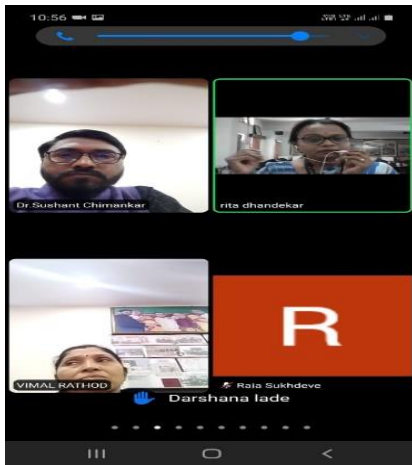 10:56
Dr.Sushant Chimankar
rita dhandekar
R
VIMAL RATHOD
Raja Sukhdeve
Darshana lade